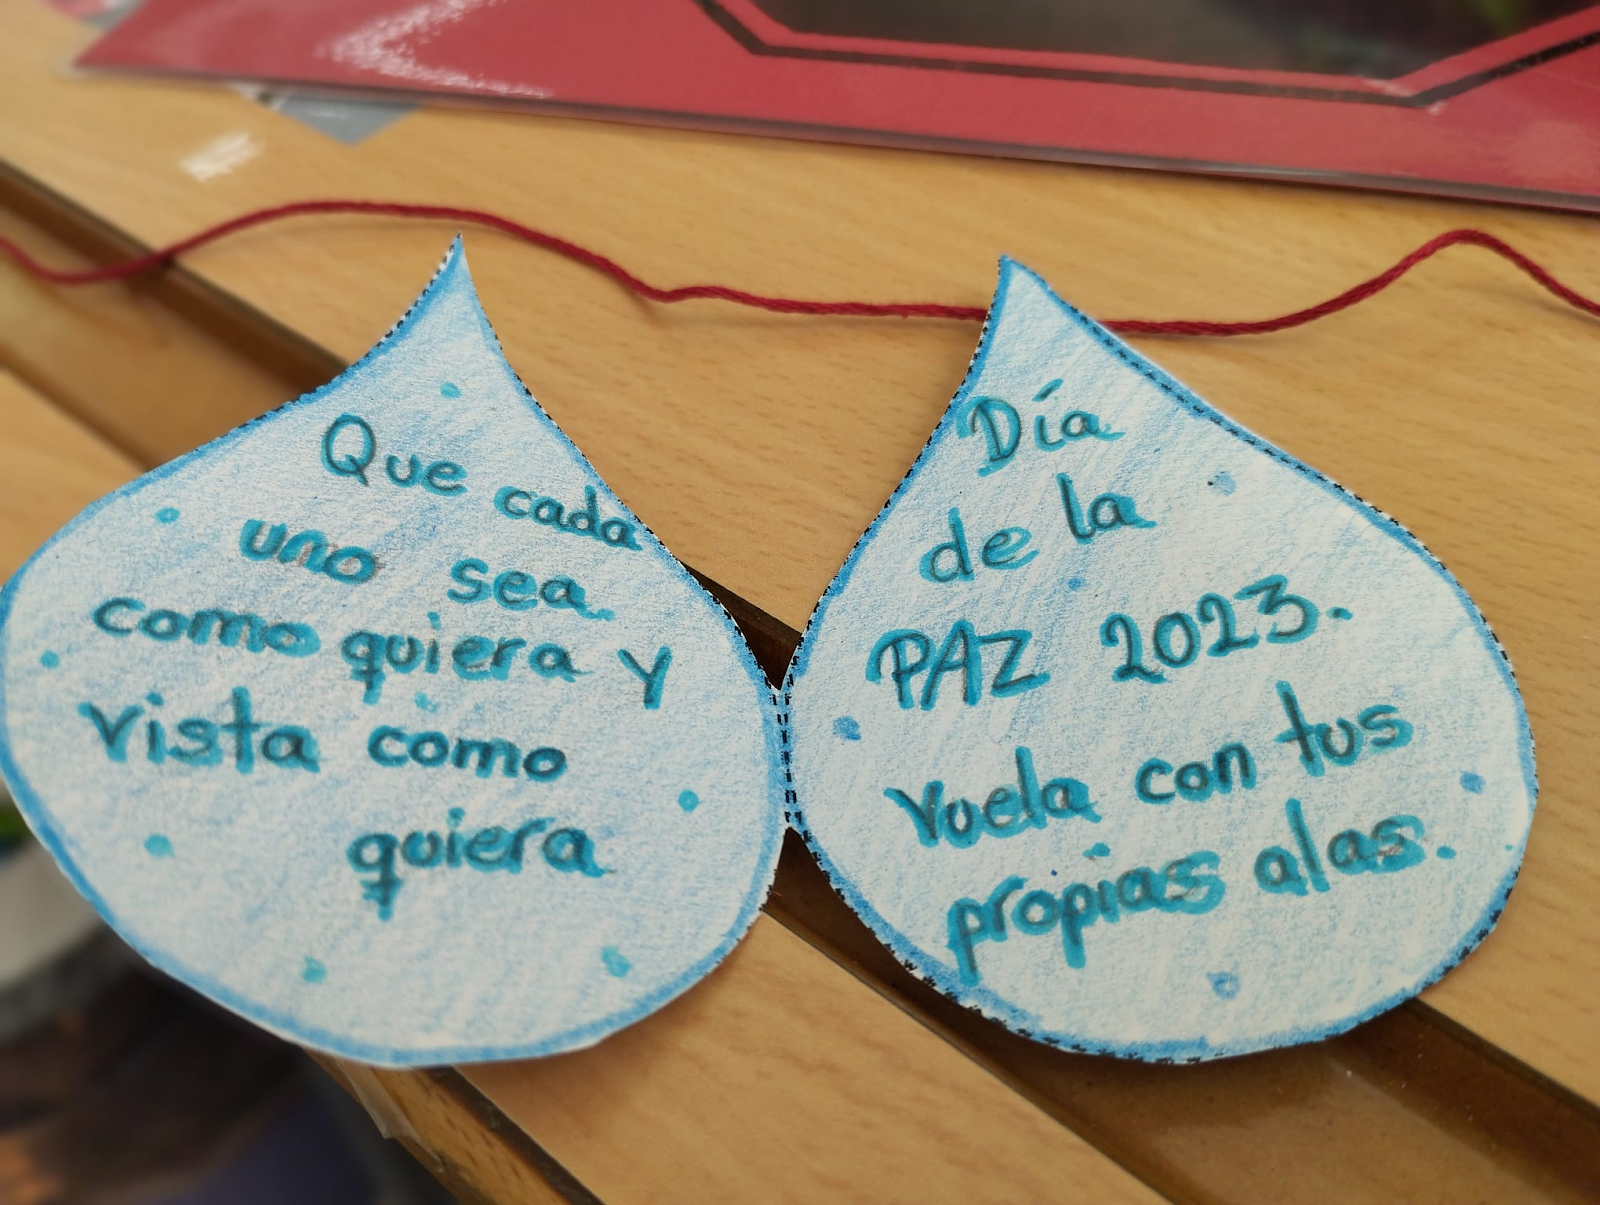 Que cada
uno sea
como quiera y
vista como
quiera
Día
de la
PAZ 2023.
Vuela con tus
propias alas.